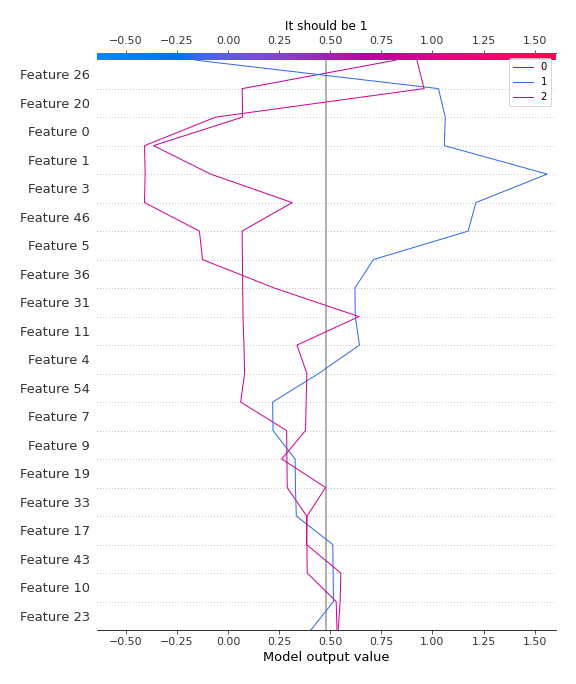 It should be 1
−0.50 −0.25 0.00 0.25 0.50 0.75 1.00 1.25 1.50
0
1
2
Feature 26
Feature 20
Feature 0
Feature 1
Feature 3
Feature 46
Feature 5
Feature 36
Feature 31
Feature 11
Feature 4
Feature 54
Feature 7
Feature 9
Feature 19
Feature 33
Feature 17
Feature 43
Feature 10
Feature 23
−0.50 −0.25 0.00 0.25 0.50 0.75 1.00 1.25 1.50
Model output value